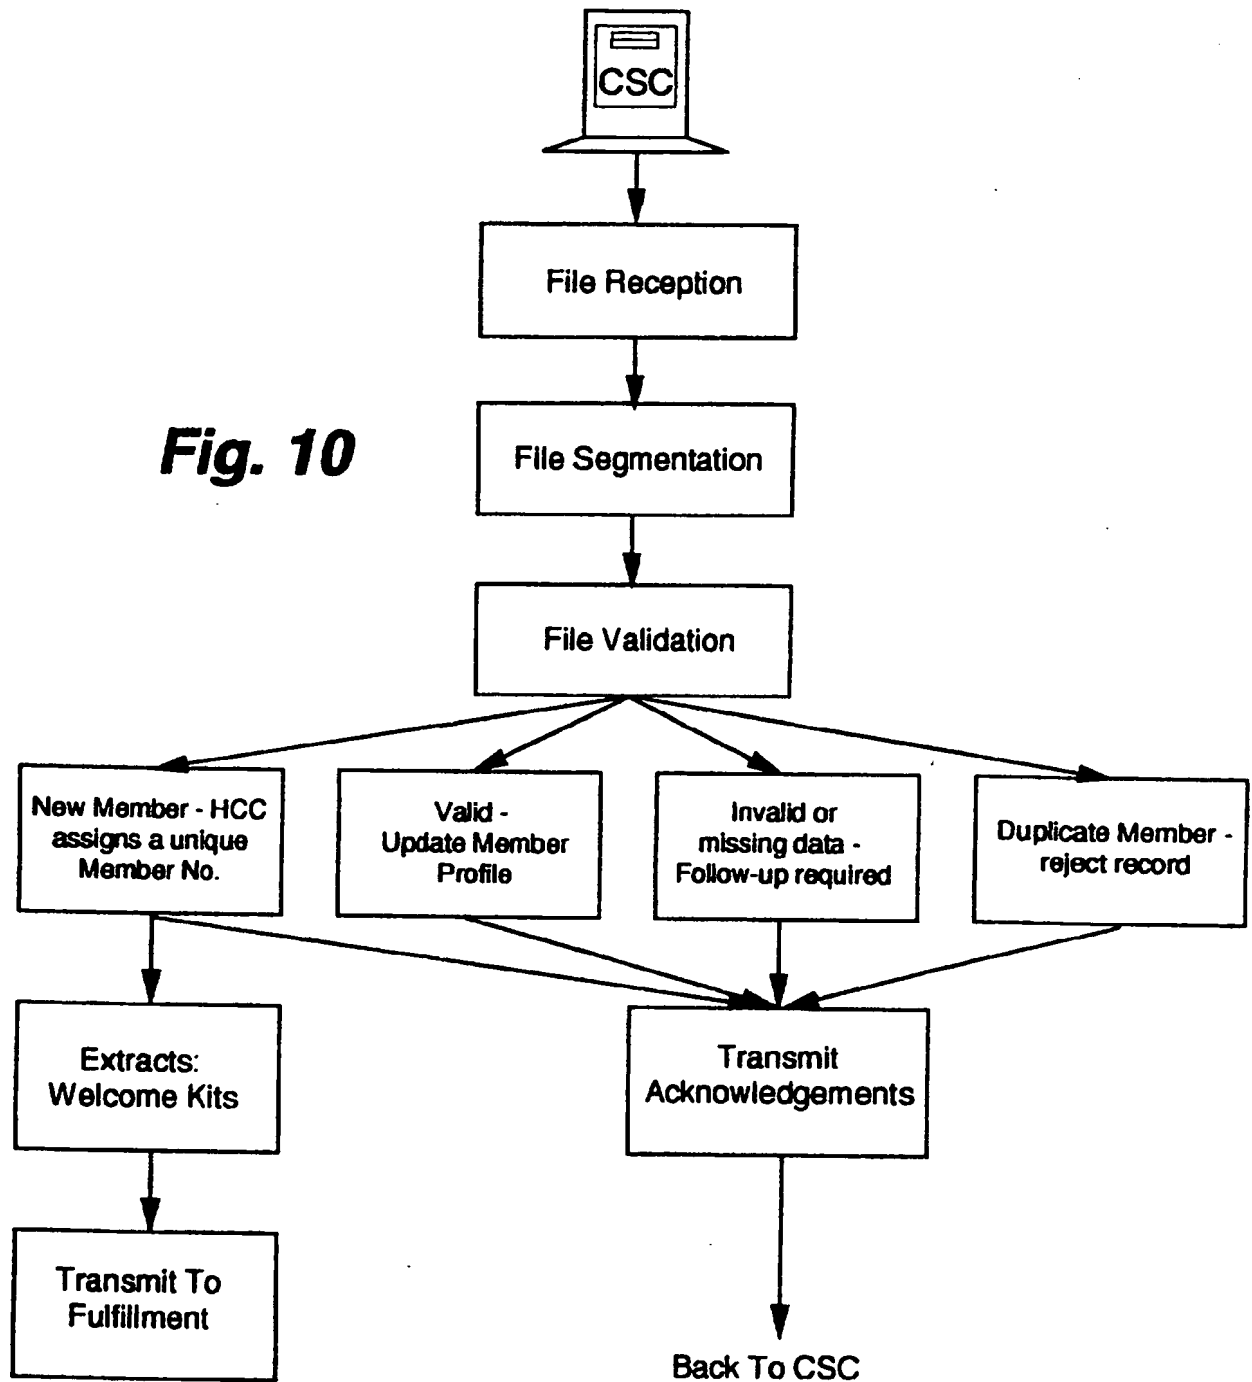 CSC
File Reception
Fig. 10
File Segmentation
File Validation
New Member - HCC
assigns a unique
Member No.
Valid -
Update Member
Profile
Invalid or
missing data -
Follow-up required
Duplicate Member -
reject record
Extracts:
Welcome Kits
Transmit
Acknowledgements
Transmit To
Fulfillment
Back To CSC